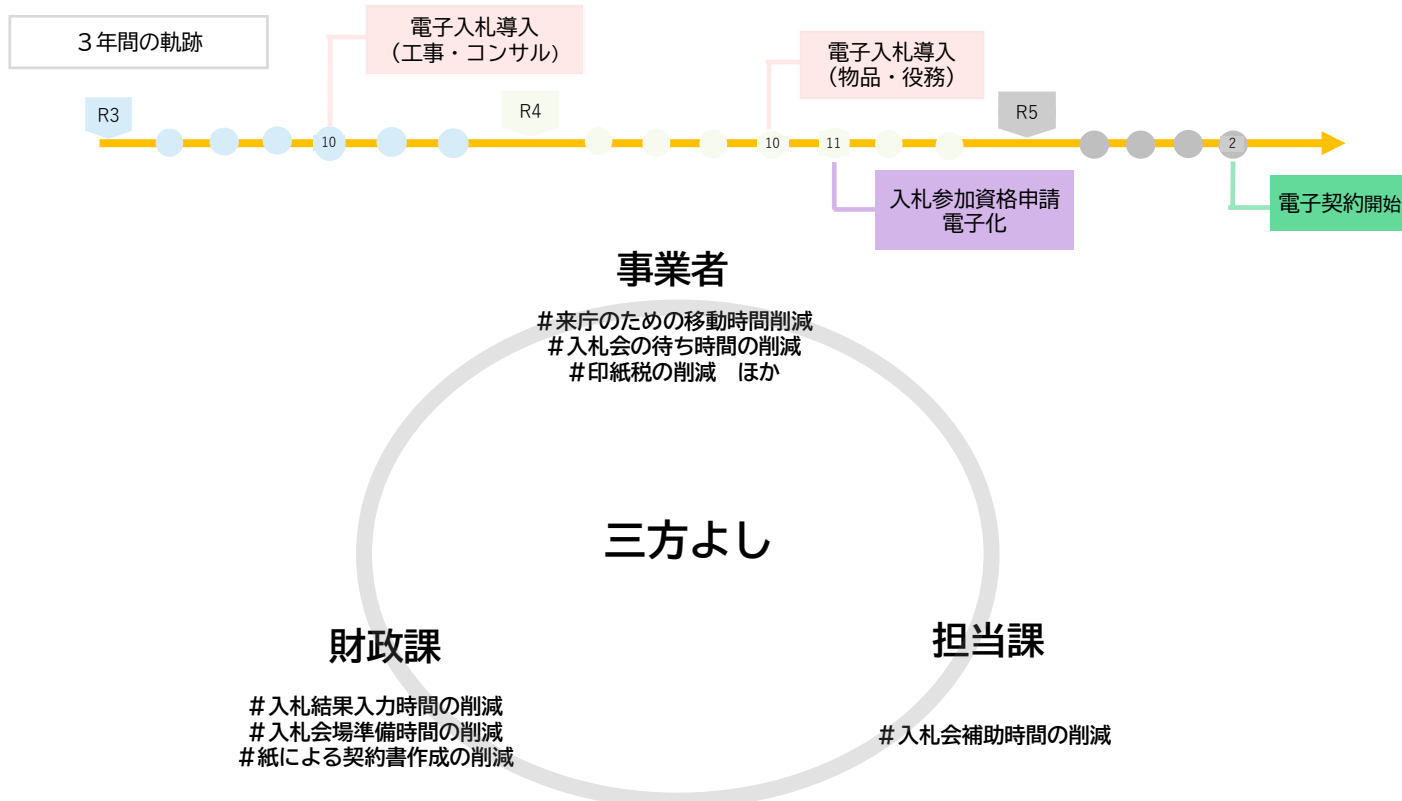 ３年間の軌跡
電子入札導入
（工事・コンサル）
電子入札導入
（物品・役務）
R3
R4
R5
10
10
11
2
入札参加資格申請
電子化
電子契約開始
事業者
＃来庁のための移動時間削減
＃入札会の待ち時間の削減
＃印紙税の削減　ほか
三方よし
財政課
＃入札結果入力時間の削減
＃入札会場準備時間の削減
＃紙による契約書作成の削減
担当課
＃入札会補助時間の削減